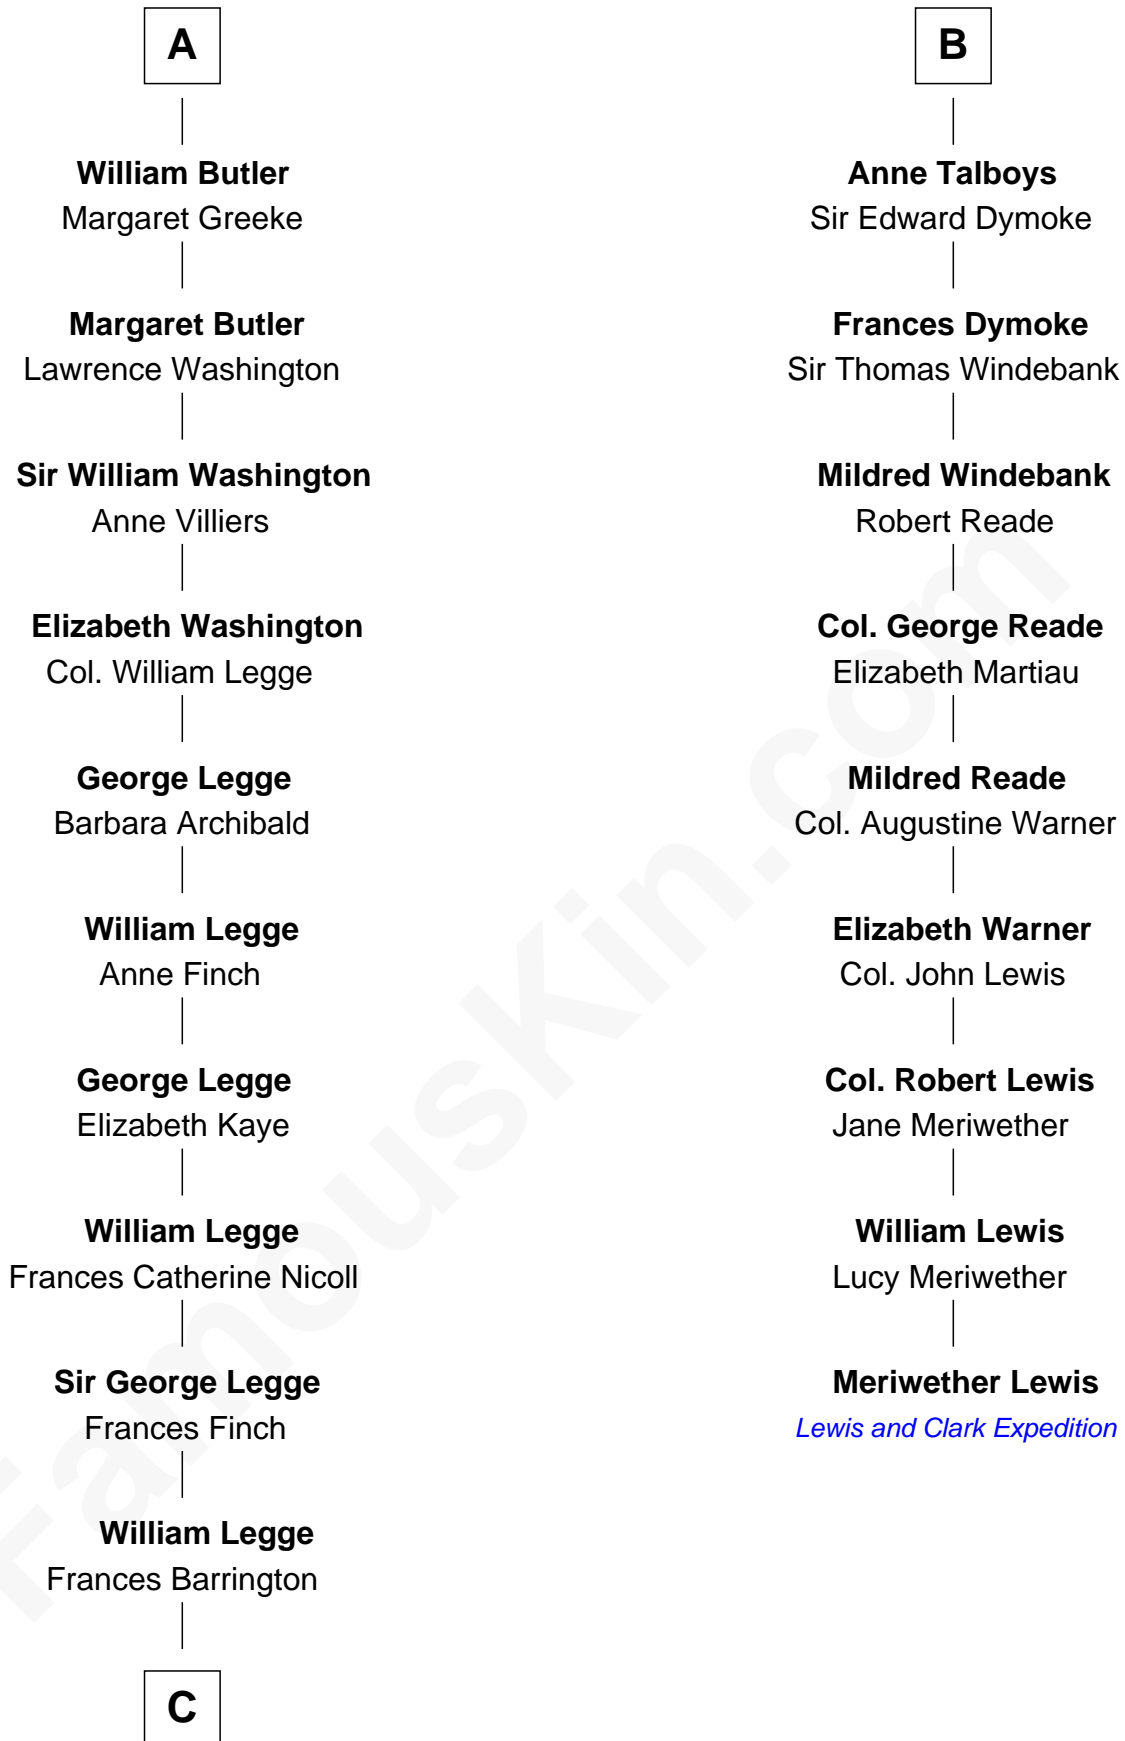 A
William Butler
Margaret Greeke
Margaret Butler
Lawrence Washington
Sir William Washington
Anne Villiers
Elizabeth Washington
Col. William Legge
George Legge
Barbara Archibald
William Legge
Anne Finch
George Legge
Elizabeth Kaye
William Legge
Frances Catherine Nicoll
Sir George Legge
Frances Finch
William Legge
Frances Barrington
C
B
Anne Talboys
Sir Edward Dymoke
Frances Dymoke
Sir Thomas Windebank
Mildred Windebank
Robert Reade
Col. George Reade
Elizabeth Martiau
Mildred Reade
Col. Augustine Warner
Elizabeth Warner
Col. John Lewis
Col. Robert Lewis
Jane Meriwether
William Lewis
Lucy Meriwether
Meriwether Lewis
Lewis and Clark Expedition
FamousKin.com